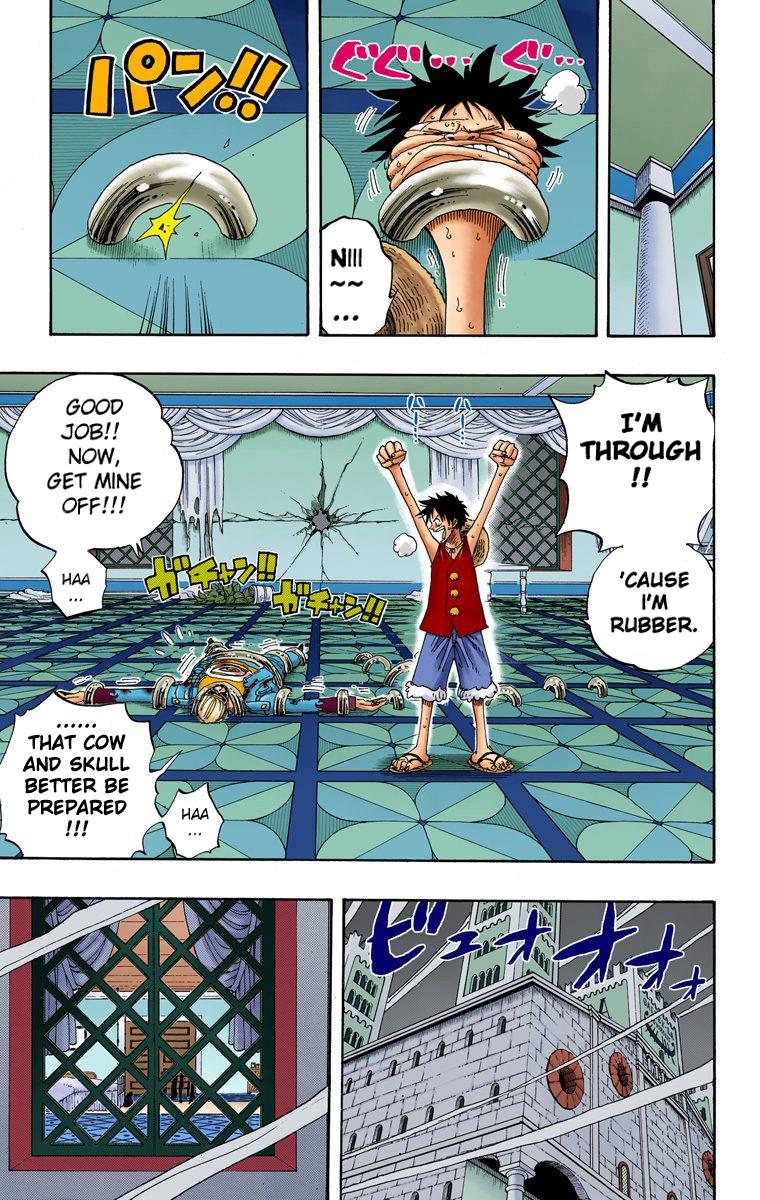 ぐぐ… ぐ…
NIII
~~
...
パン!!
I'M
THROUGH
!!
'CAUSE
I'M
RUBBER.
GOOD
JOB!!
NOW,
GET MINE
OFF!!!
HAA
...
ガチャン!!
ガチャン!!
......
THAT COW
AND SKULL
BETTER BE
PREPARED
!!!
HAA
...
ビュオオオォ